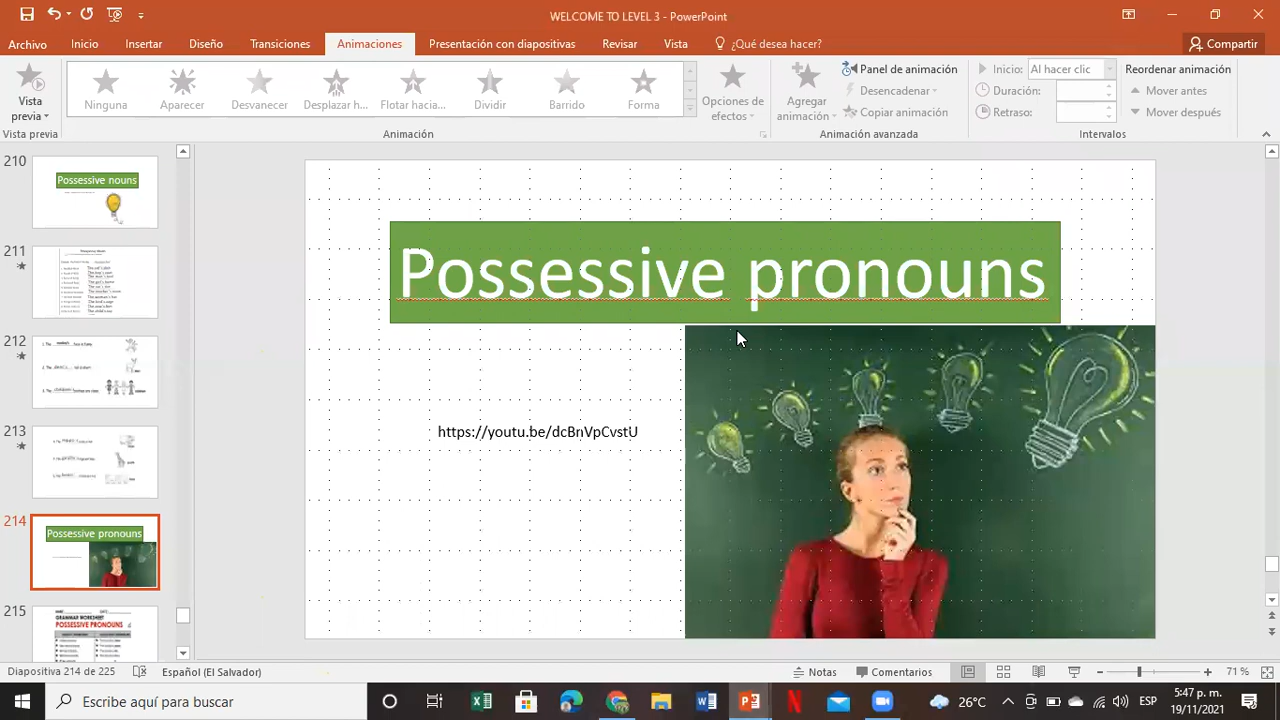 WELCOME TO LEVEL 3 - PowerPoint
Archivo Inicio Insertar Diseño Transiciones Animaciones Presentación con diapositivas Revisar Vista ¿Qué desea hacer? Compartir
Vista previa
Ninguna Aparecer Desvanecer Desplazar h... Flotar hacia... Dividir Barrido Forma
Opciones de efectos
Agregar animación
Panel de animación
Desencadenar
Copiar animación
Inicio: Al hacer clic
Duración:
Retraso:
Reordenar animación
Mover antes
Mover después
Vista previa Animación Animación avanzada Intervalos
210
Possessive nouns
211
212
213
214
Possessive pronouns
215
GRAMMAR WORKSHEET
POSSESSIVE PRONOUNS
Possessive pronouns
https://youtu.be/dcBnVpCvstU
Diapositiva 214 de 225 Español (El Salvador) Notas Comentarios 71 %
Escribe aquí para buscar
26°C ESP
5:47 p. m.
19/11/2021